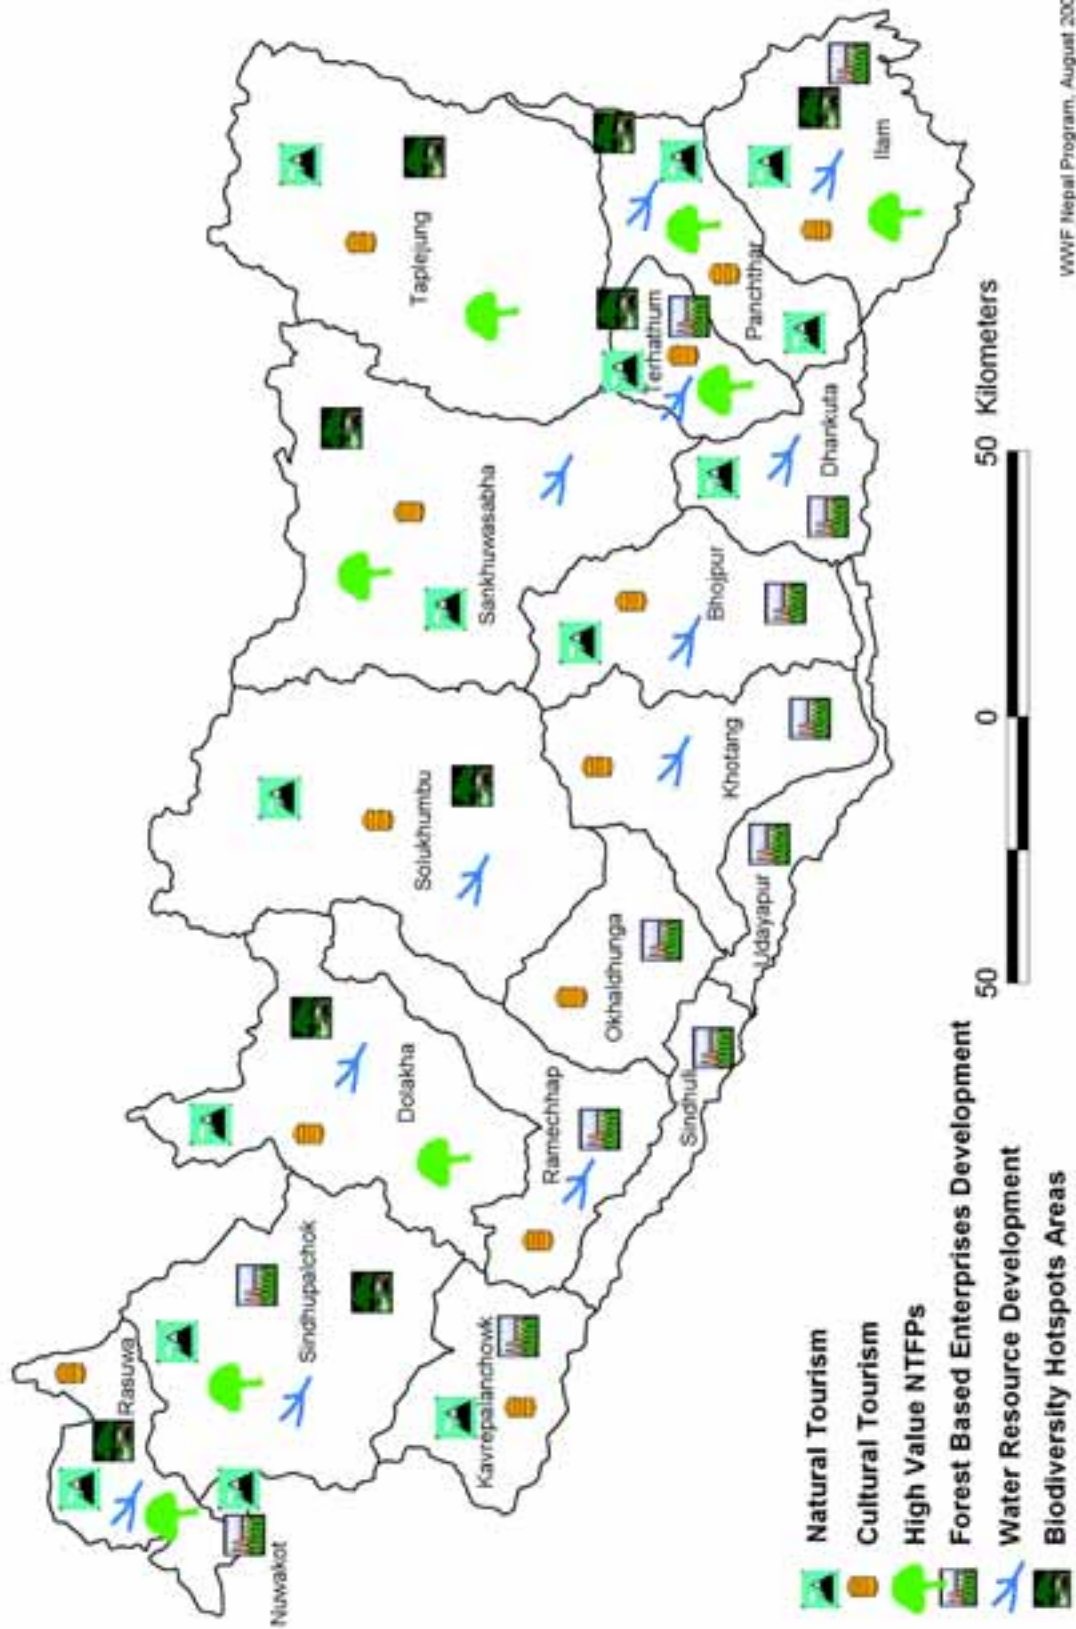 Nuwakot
Rasuwa
Sindhupalchok
Kavrepalanchowk
Dolakha
Ramechhap
Sindhuli
Okhaldhunga
Solukhumbu
Udayapur
Khotang
Bhojpur
Sankhuwasabha
Dhankuta
Terhathum
Taplejung
Panchthar
Ilam
50 0 50 Kilometers
Natural Tourism
Cultural Tourism
High Value NTFPs
Forest Based Enterprises Development
Water Resource Development
Biodiversity Hotspots Areas
WWF Nepal Program, August